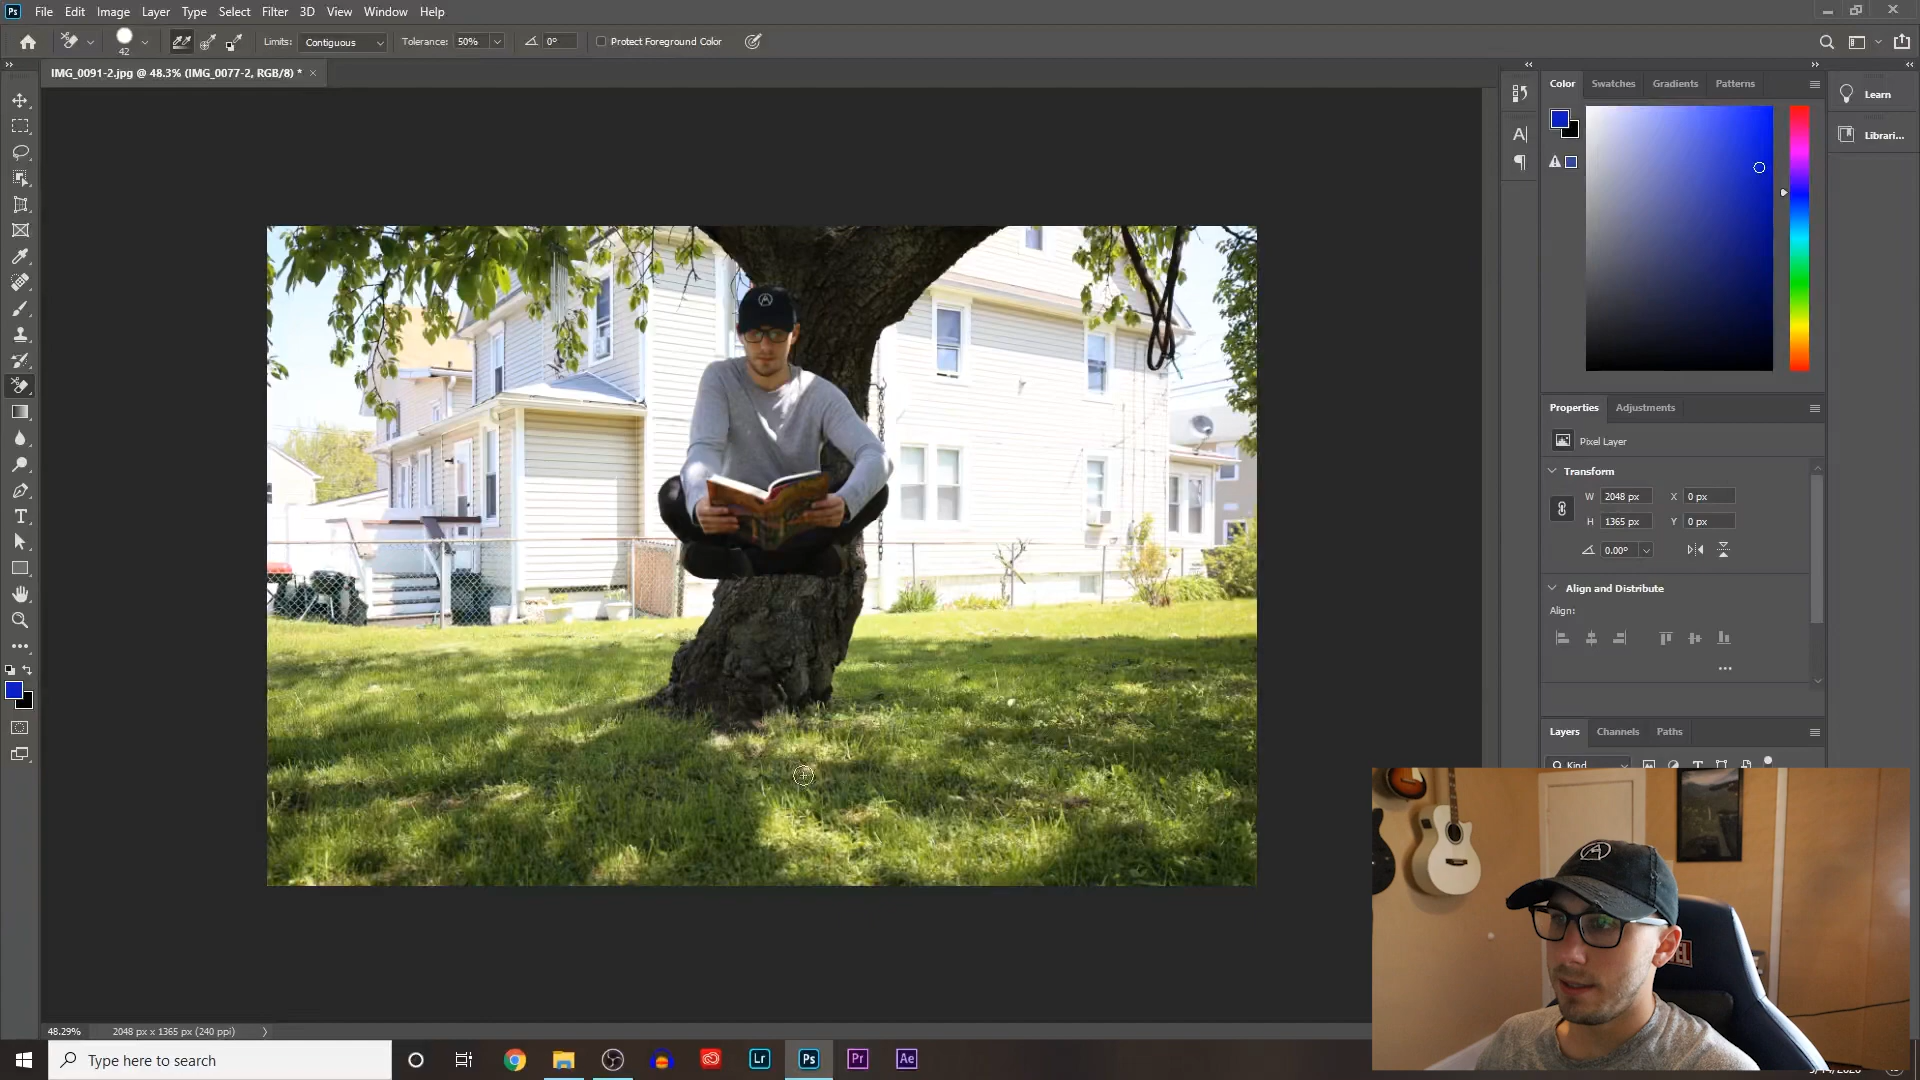 Ps File Edit Image Layer Type Select Filter 3D View Window Help
42 Limits: Contiguous Tolerance: 50% 0° Protect Foreground Color
IMG_0091-2.jpg @ 48.3% (IMG_0077-2, RGB/8) * ×
Color Swatches Gradients Patterns
Learn
Librari...
Properties Adjustments
Pixel Layer
Transform
W 2048 px X 0 px
H 1365 px Y 0 px
0.00°
Align and Distribute
Align:
Layers Channels Paths
Kind
48.29% 2048 px x 1365 px (240 ppi)
Type here to search
Lr Ps Pr Ae